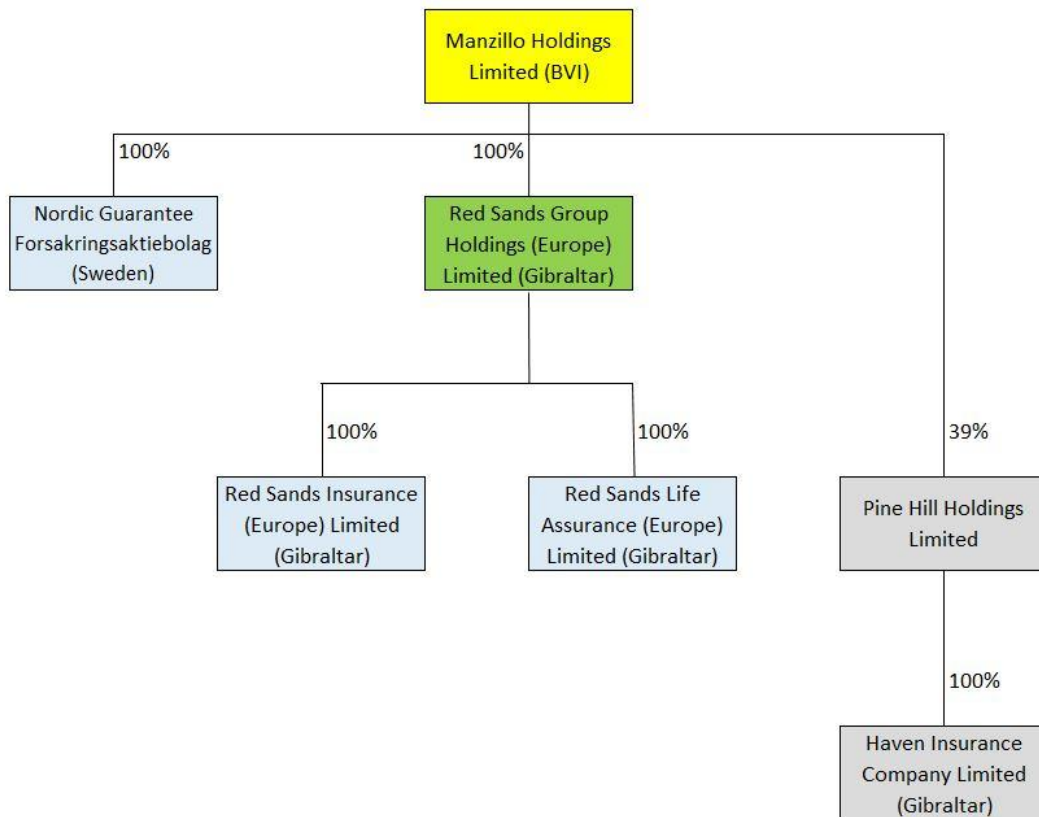 Manzillo Holdings
Limited (BVI)
100%
100%
Nordic Guarantee
Forsakringsaktiebolag
(Sweden)
Red Sands Group
Holdings (Europe)
Limited (Gibraltar)
100%
100%
39%
Red Sands Insurance
(Europe) Limited
(Gibraltar)
Red Sands Life
Assurance (Europe)
Limited (Gibraltar)
Pine Hill Holdings
Limited
100%
Haven Insurance
Company Limited
(Gibraltar)